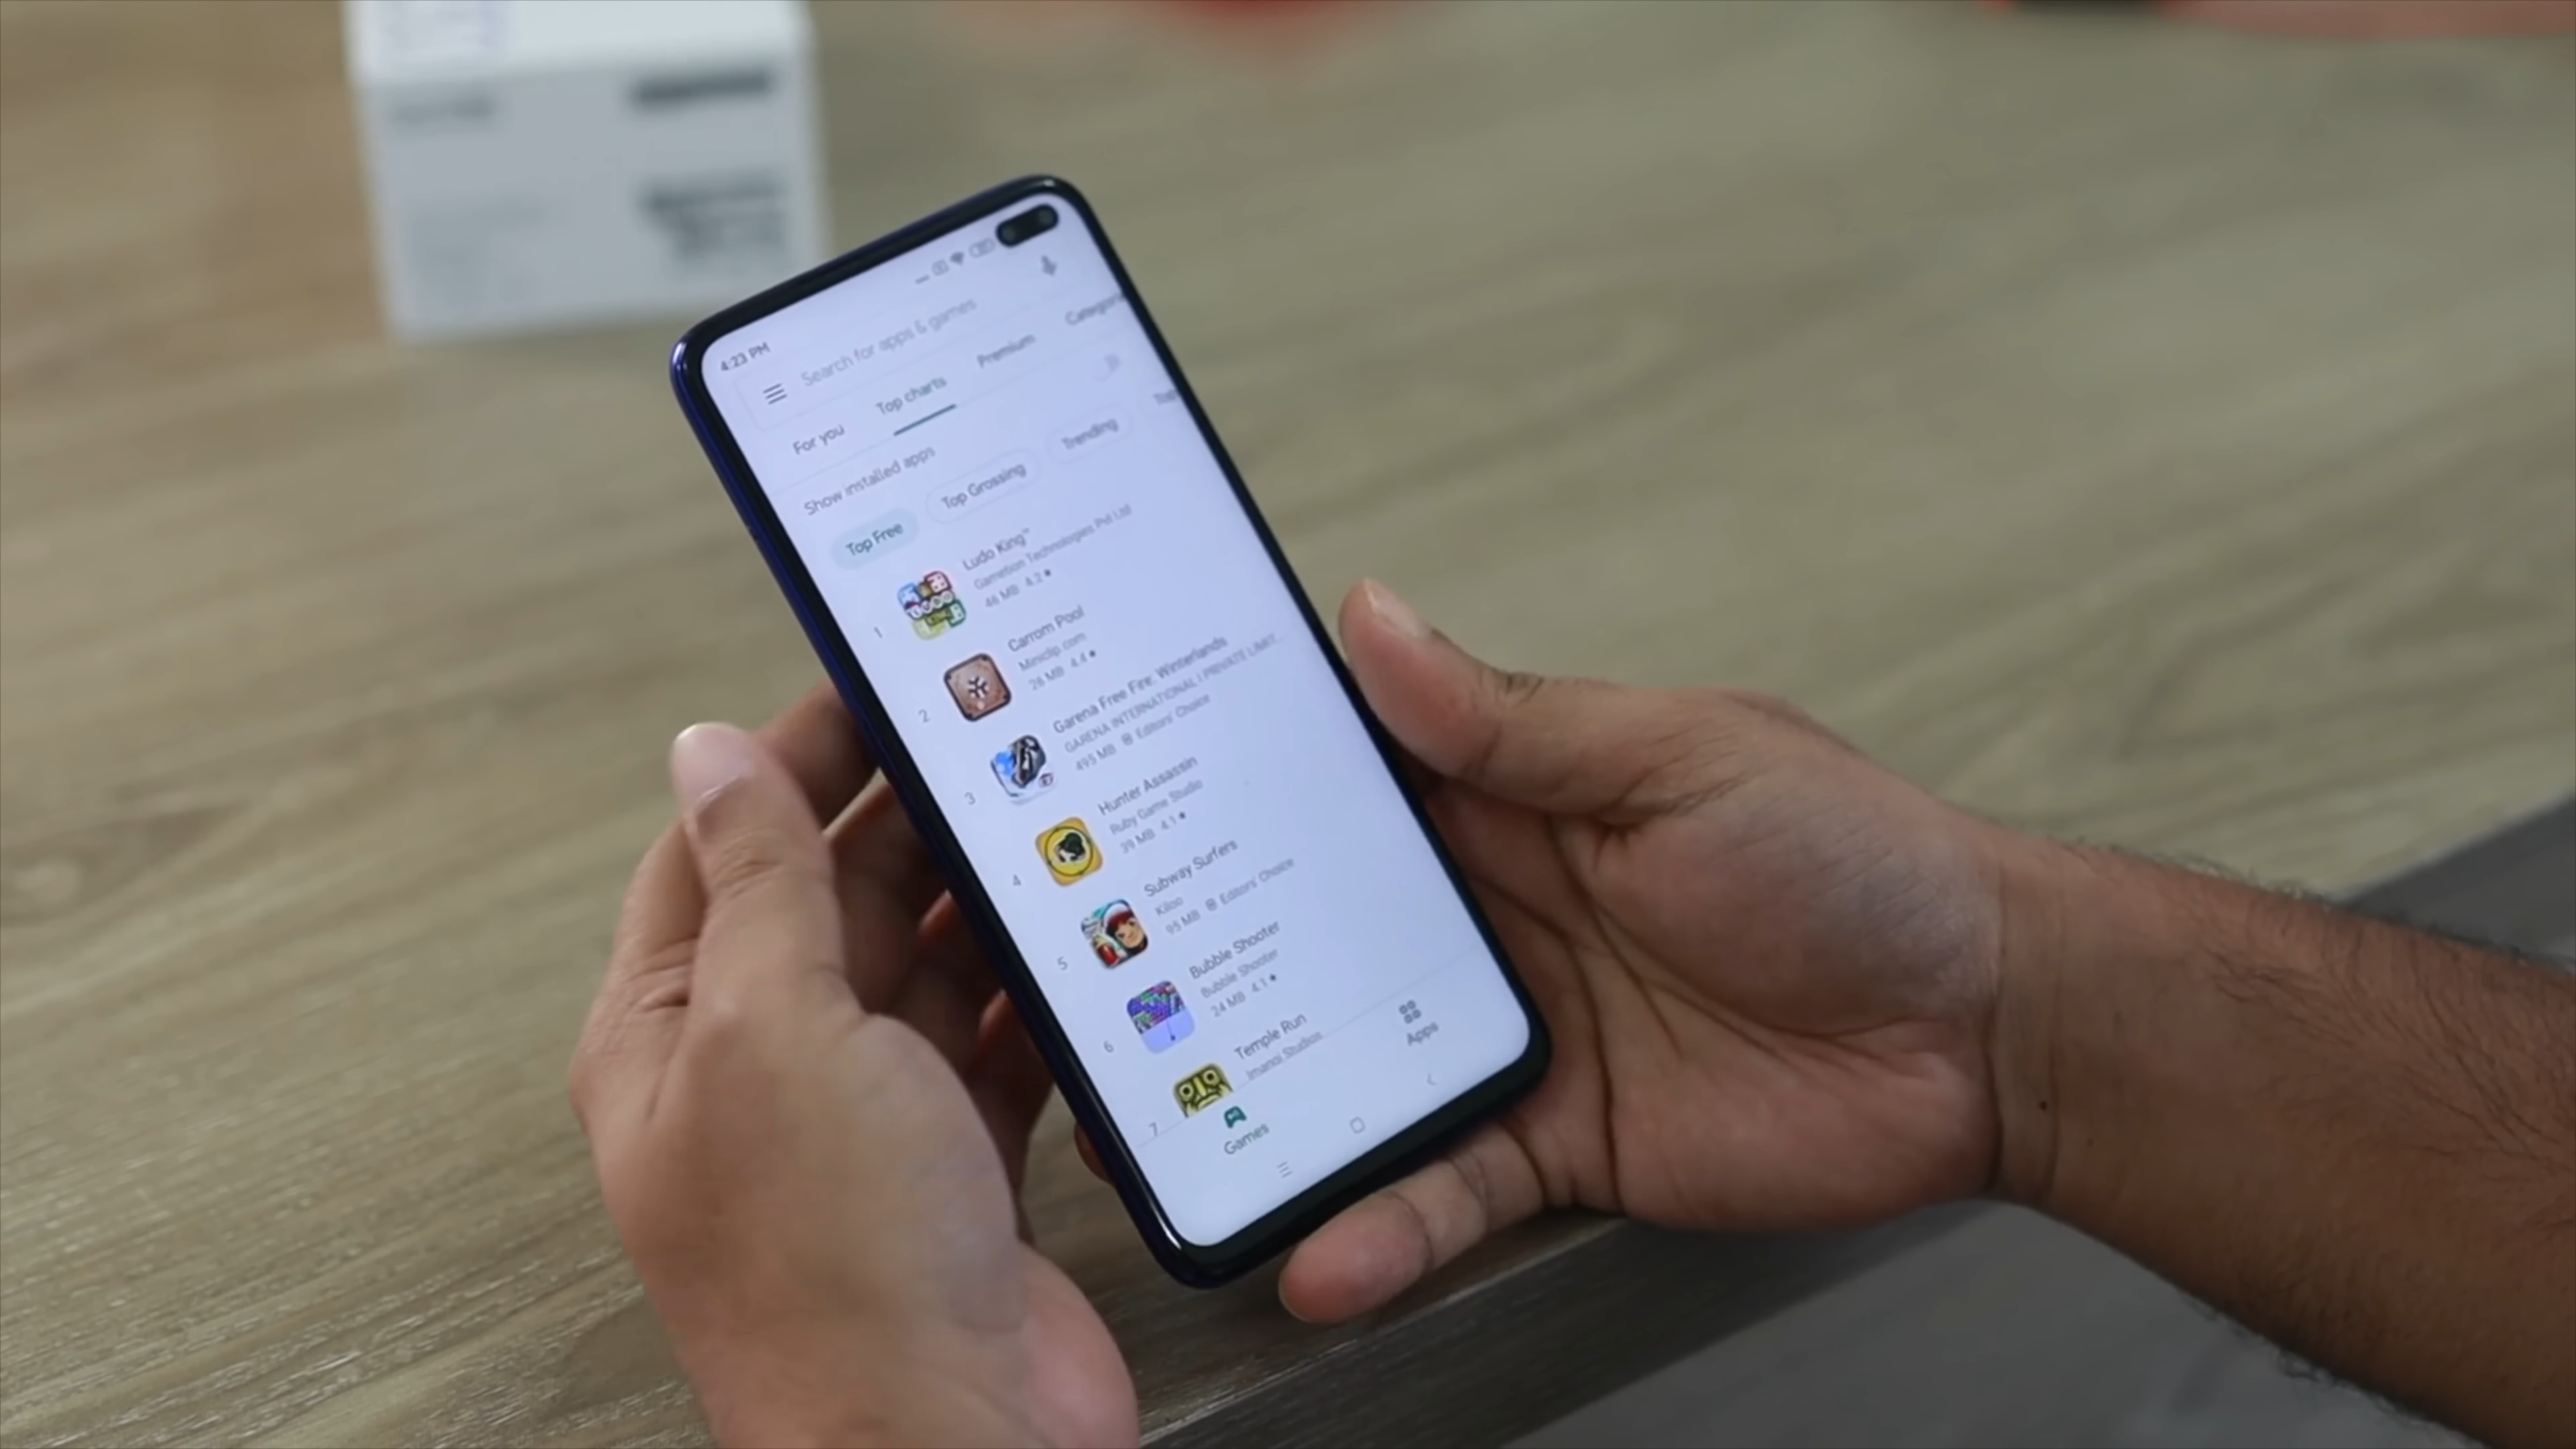 4:23 PM
Search for apps & games
For you
Top charts
Premium
Show installed apps
Top Free
Top Grossing
Trending
1
Ludo King™
Gametion Technologies Pvt Ltd
46 MB 4.2★
2
Carrom Pool
Miniclip.com
26 MB 4.4★
3
Garena Free Fire: Winterlands
GARENA INTERNATIONAL I PRIVATE LIMIT...
495 MB Editors' Choice
4
Hunter Assassin
Ruby Game Studio
39 MB 4.1★
5
Subway Surfers
Kiloo
95 MB Editors' Choice
6
Bubble Shooter
Bubble Shooter
24 MB 4.1★
7
Temple Run
Imangi Studios
Games
Apps